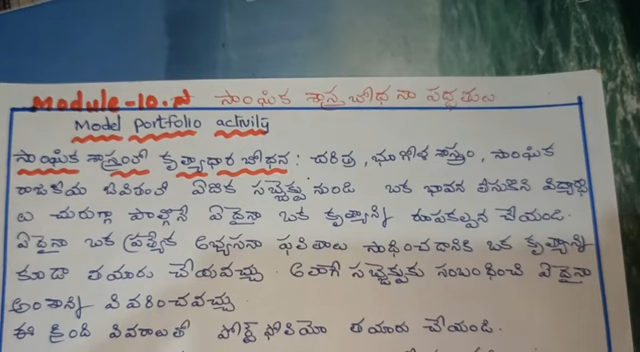 Module-10.న సాంఘిక శాస్త్ర బోధనా పద్ధతులు
Model portfolio activity
సాంఘిక శాస్త్రంలో కృత్యాధార బోధన: చరిత్ర, భూగోళ శాస్త్రం, సాంఘిక
రాజకీయ జీవితంలో ఏదైనా సబ్జెక్టు నుండి ఒక భావన తీసుకొని విద్యార్థు
లు చురుగ్గా పాల్గొనే ఏదైనా ఒక కృత్యాన్ని రూపకల్పన చేయండి.
ఏదైనా ఒక ప్రత్యేక అభ్యసనా ఫలితాలు సాధించడానికి ఒక కృత్యాన్ని
కూడా తయారు చేయవచ్చు. అలాగే సబ్జెక్టుకు సంబంధించి ఏదైనా
అంశాన్ని వివరించవచ్చు
ఈ క్రింది వివరాలతో పోర్ట్ ఫోలియో తయారు చేయండి.